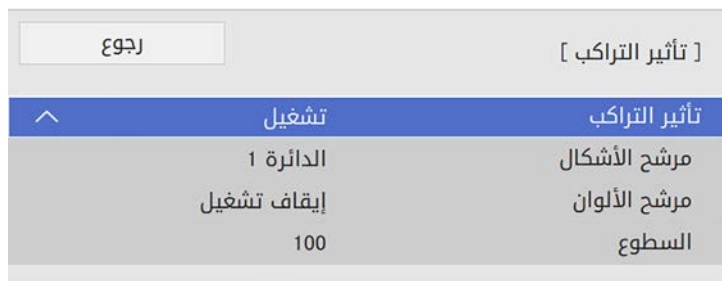 [ تأثير التراكب ] رجوع
تأثير التراكب تشغيل
مرشح الأشكال الدائرة 1
مرشح الألوان إيقاف تشغيل
السطوع 100